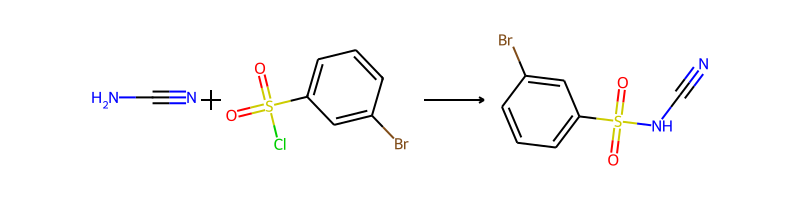 H₂N N + O O S Cl Br
Br O O S NH N